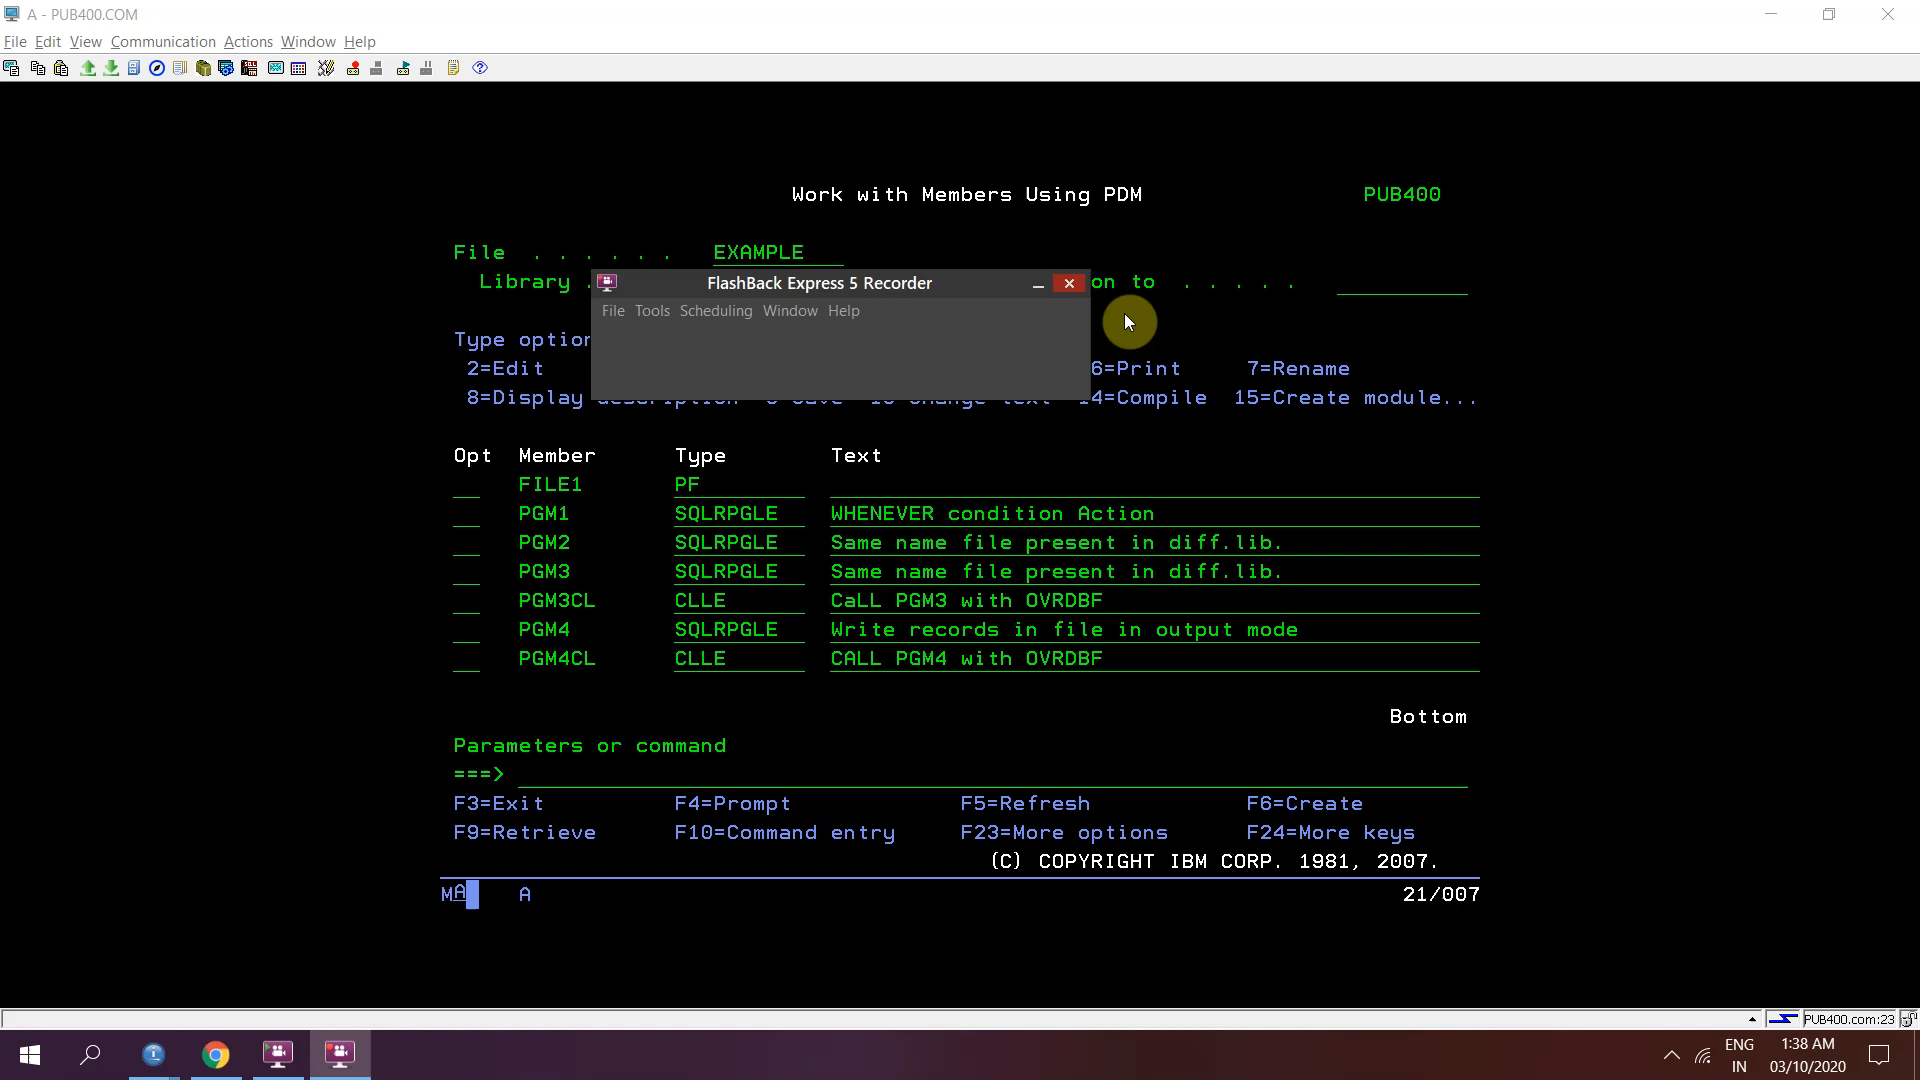 A - PUB400.COM
File Edit View Communication Actions Window Help
Work with Members Using PDM PUB400
File . . . . . . EXAMPLE
Library . on to . . . . .
FlashBack Express 5 Recorder
File Tools Scheduling Window Help
Type option
2=Edit 6=Print 7=Rename
8=Display 4=Compile 15=Create module...
Opt Member Type Text
FILE1 PF
PGM1 SQLRPGLE WHENEVER condition Action
PGM2 SQLRPGLE Same name file present in diff.lib.
PGM3 SQLRPGLE Same name file present in diff.lib.
PGM3CL CLLE CaLL PGM3 with OVRDBF
PGM4 SQLRPGLE Write records in file in output mode
PGM4CL CLLE CALL PGM4 with OVRDBF
Bottom
Parameters or command
===>
F3=Exit F4=Prompt F5=Refresh F6=Create
F9=Retrieve F10=Command entry F23=More options F24=More keys
(C) COPYRIGHT IBM CORP. 1981, 2007.
MA A 21/007
PUB400.com:23
ENG 1:38 AM
IN 03/10/2020